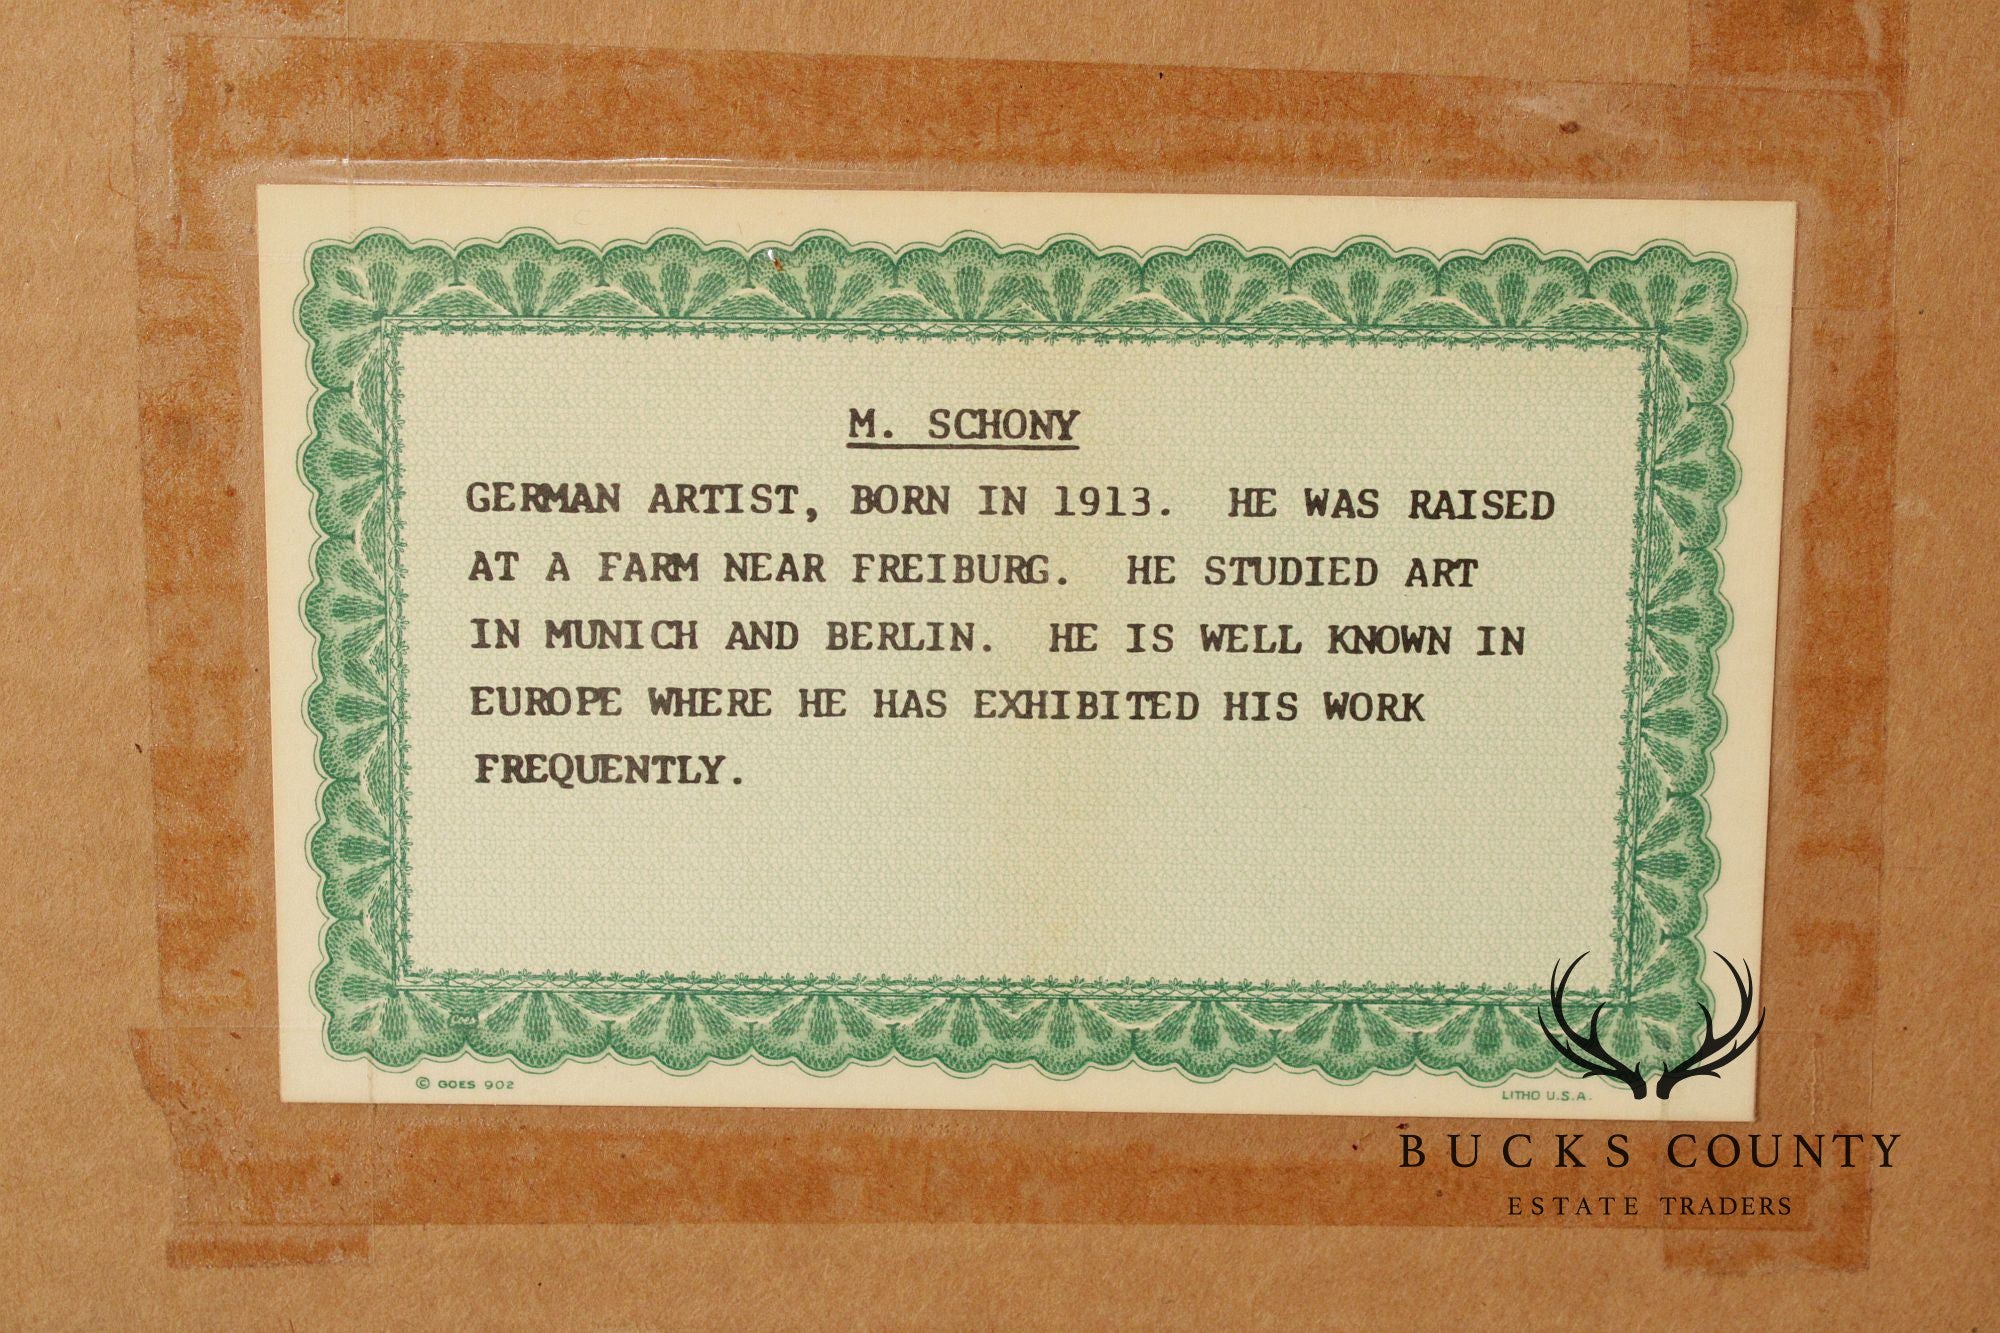 M. SCHONY
GERMAN ARTIST, BORN IN 1913.  HE WAS RAISED
AT A FARM NEAR FREIBURG.  HE STUDIED ART
IN MUNICH AND BERLIN.  HE IS WELL KNOWN IN
EUROPE WHERE HE HAS EXHIBITED HIS WORK
FREQUENTLY.
© GOES 902
LITHO U.S.A.
BUCKS COUNTY
ESTATE TRADERS